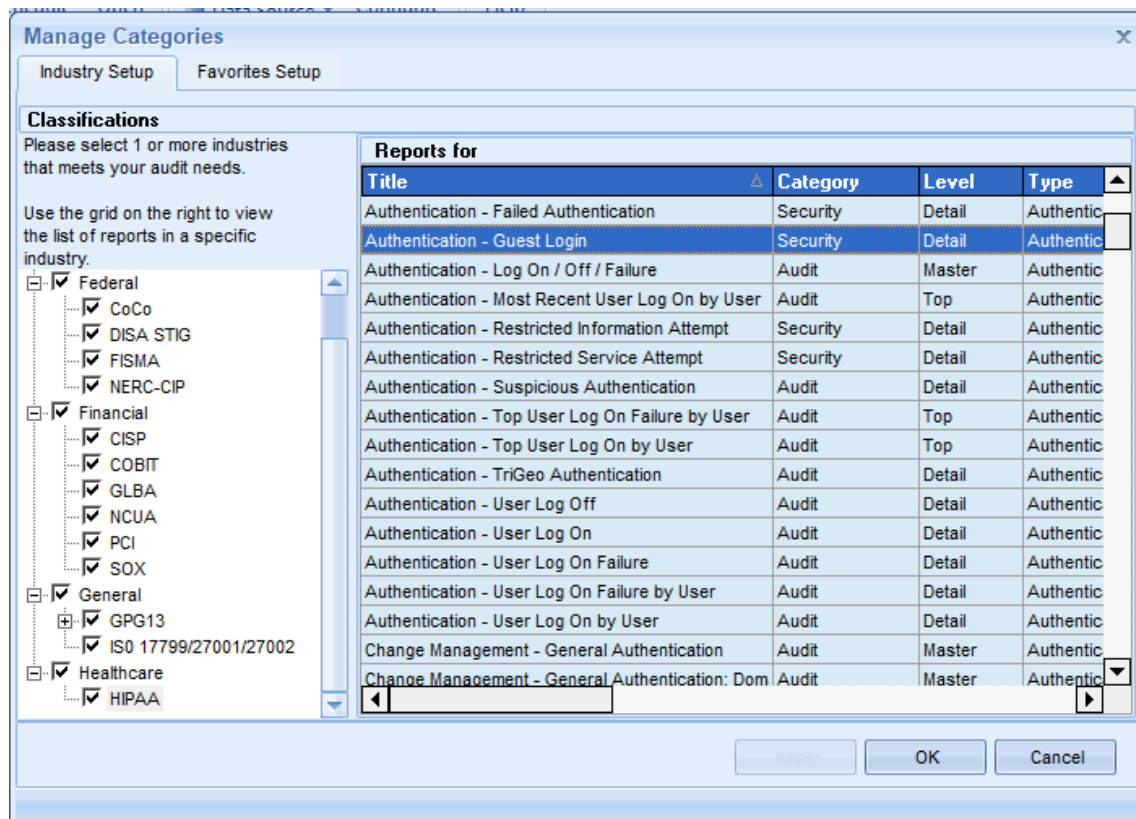 Manage Categories
Industry Setup Favorites Setup
Classifications
Please select 1 or more industries
that meets your audit needs.
Use the grid on the right to view
the list of reports in a specific
industry.
Federal
CoCo
DISA STIG
FISMA
NERC-CIP
Financial
CISP
COBIT
GLBA
NCUA
PCI
SOX
General
GPG13
IS0 17799/27001/27002
Healthcare
HIPAA
Reports for
Title Category Level Type
Authentication - Failed Authentication Security Detail Authentic
Authentication - Guest Login Security Detail Authentic
Authentication - Log On / Off / Failure Audit Master Authentic
Authentication - Most Recent User Log On by User Audit Top Authentic
Authentication - Restricted Information Attempt Security Detail Authentic
Authentication - Restricted Service Attempt Security Detail Authentic
Authentication - Suspicious Authentication Audit Detail Authentic
Authentication - Top User Log On Failure by User Audit Top Authentic
Authentication - Top User Log On by User Audit Top Authentic
Authentication - TriGeo Authentication Audit Detail Authentic
Authentication - User Log Off Audit Detail Authentic
Authentication - User Log On Audit Detail Authentic
Authentication - User Log On Failure Audit Detail Authentic
Authentication - User Log On Failure by User Audit Detail Authentic
Authentication - User Log On by User Audit Detail Authentic
Change Management - General Authentication Audit Master Authentic
Change Management - General Authentication: Dom Audit Master Authentic
Apply OK Cancel